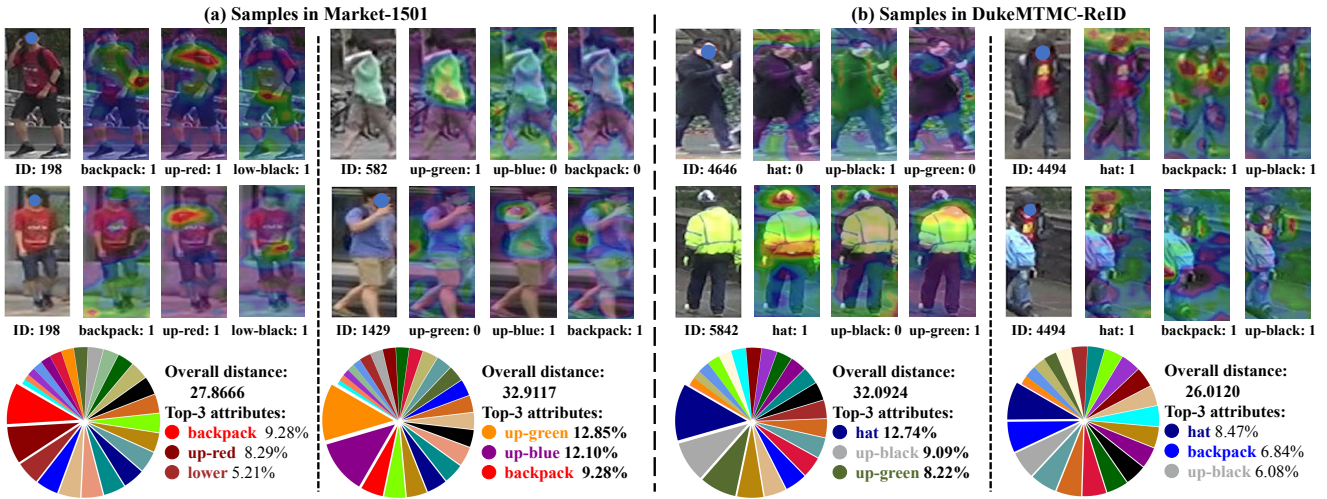 (a) Samples in Market-1501
ID: 198 backpack: 1 up-red: 1 low-black: 1
ID: 198 backpack: 1 up-red: 1 low-black: 1
Overall distance:
27.8666
Top-3 attributes:
backpack 9.28%
up-red 8.29%
lower 5.21%
ID: 582 up-green: 1 up-blue: 0 backpack: 0
ID: 1429 up-green: 0 up-blue: 1 backpack: 1
Overall distance:
32.9117
Top-3 attributes:
up-green 12.85%
up-blue 12.10%
backpack 9.28%
(b) Samples in DukeMTMC-ReID
ID: 4646 hat: 0 up-black: 1 up-green: 0
ID: 5842 hat: 1 up-black: 0 up-green: 1
Overall distance:
32.0924
Top-3 attributes:
hat 12.74%
up-black 9.09%
up-green 8.22%
ID: 4494 hat: 1 backpack: 1 up-black: 1
ID: 4494 hat: 1 backpack: 1 up-black: 1
Overall distance:
26.0120
Top-3 attributes:
hat 8.47%
backpack 6.84%
up-black 6.08%